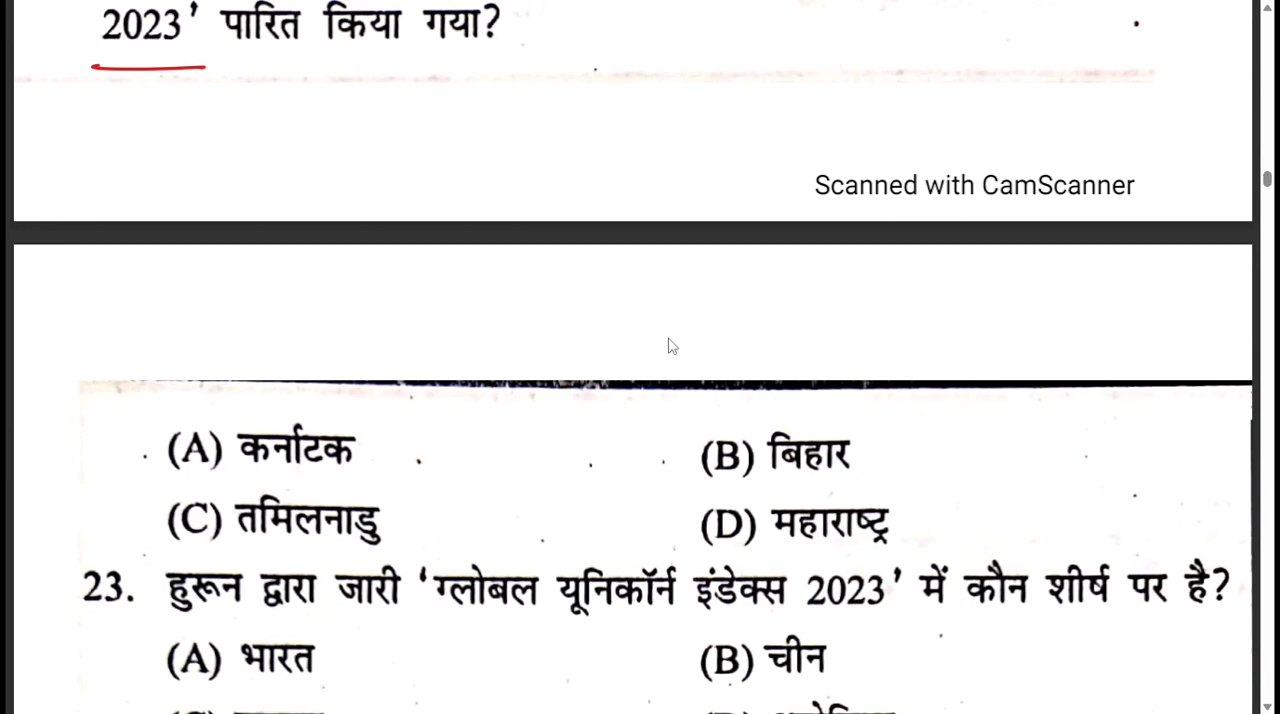 2023' पारित किया गया?
Scanned with CamScanner
(A) कर्नाटक (B) बिहार
(C) तमिलनाडु (D) महाराष्ट्र
23. हुरून द्वारा जारी 'ग्लोबल यूनिकॉर्न इंडेक्स 2023' में कौन शीर्ष पर है?
(A) भारत (B) चीन